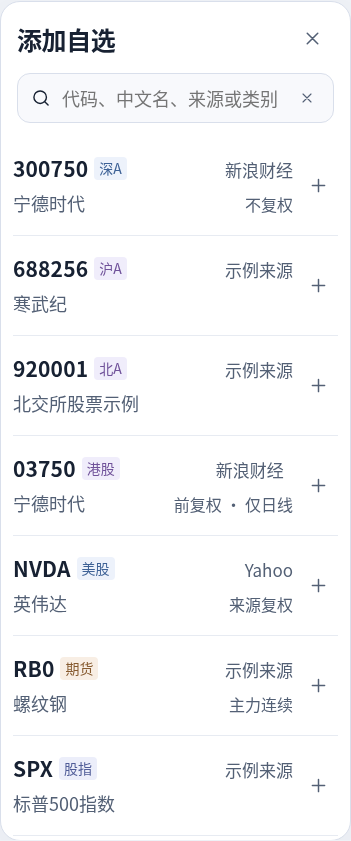 添加自选
代码、中文名、来源或类别
300750 深A 新浪财经
宁德时代 不复权
688256 沪A 示例来源
寒武纪
920001 北A 示例来源
北交所股票示例
03750 港股 新浪财经
宁德时代 前复权 · 仅日线
NVDA 美股 Yahoo
英伟达 来源复权
RB0 期货 示例来源
螺纹钢 主力连续
SPX 股指 示例来源
标普500指数